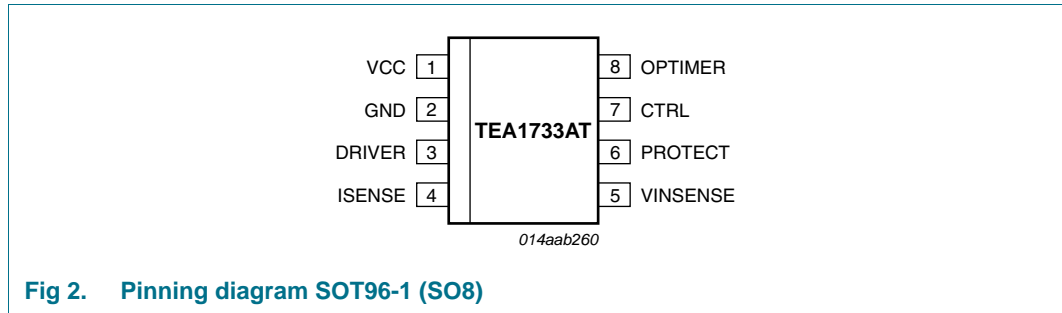 VCC 1 8 OPTIMER
GND 2 7 CTRL
TEA1733AT
DRIVER 3 6 PROTECT
ISENSE 4 5 VINSENSE
014aab260
Fig 2. Pinning diagram SOT96-1 (SO8)